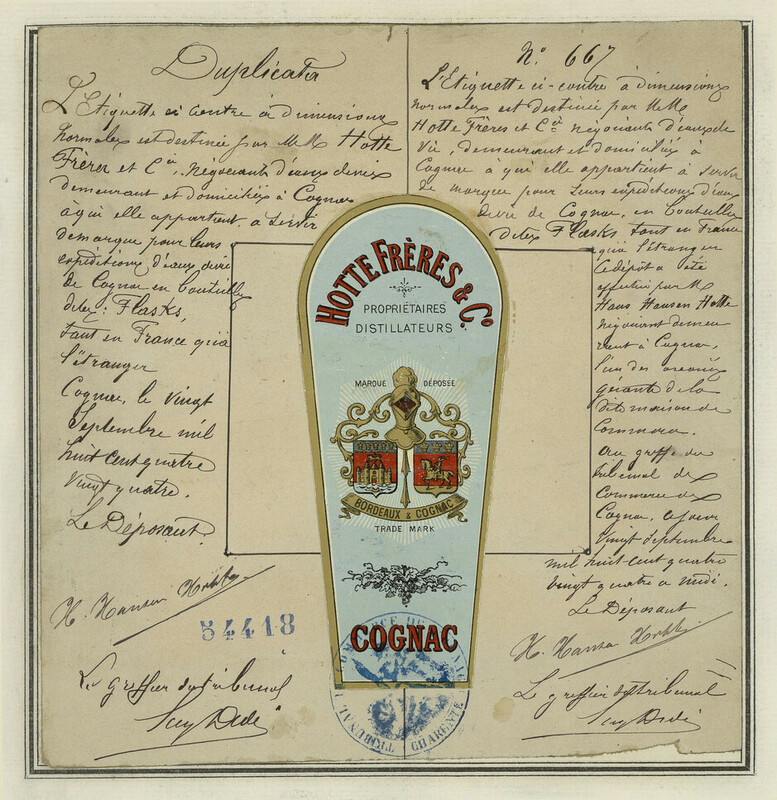 Duplicata
L'Etiquette ci contre à dimensions
Normales est destinée par MM Hotte
Frères et Cie, Négociants d'eaux de vie
demeurant et domiciliés à Cognac
à qui elle appartient a Servir
de marque pour leurs
expéditions d'eaux de vie
de Cognac en bouteilles
dites: Flasks,
tant en France qu'à
l'étranger
Cognac, le vingt
Septembre mil
huit cent quatre
vingt quatre.
Le Déposant
54418
Le greffier du tribunal
No. 667
L'Etiquette ci-contre à dimensions
normales est destinée par MM
Hotte Frères et Cie négociants d'eaux de
Vie, demeurant et domiciliés à
Cognac à qui elle appartient à servir
de marque pour leurs expéditions d'eaux
de vie de Cognac, en bouteilles
dites Flasks tant en France
qu'à l'étranger
Ce dépôt a été
effectué par M.
Hans Hansen Hotte
négociant demeu
rant à Cognac,
l'un des associés
gérants de la
dite maison de
Commerce.
Au greffe du
tribunal de
Commerce de
Cognac, ce jour
vingt septembre
mil huit-cent quatre
vingt quatre à midi.
Le Déposant
Le greffier du tribunal
HOTTE FRÈRES & Co.
PROPRIÉTAIRES
DISTILLATEURS
MARQUE DÉPOSÉE
BORDEAUX & COGNAC
TRADE MARK
COGNAC
TRIBUNAL
CHARENTE